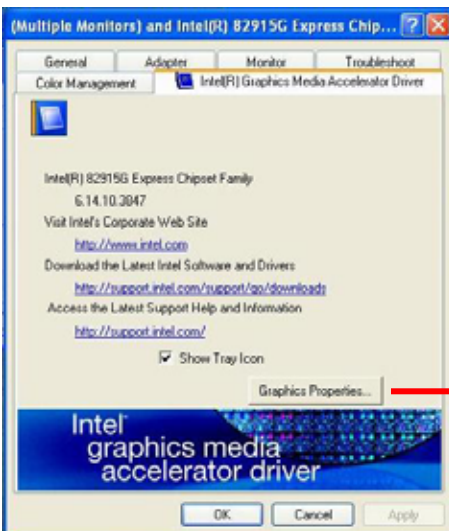 (Multiple Monitors) and Intel(R) 82915G Express Chip...
General Adapter Monitor Troubleshoot
Color Management Intel(R) Graphics Media Accelerator Driver
Intel(R) 82915G Express Chipset Family
6.14.10.3847
Visit Intel's Corporate Web Site
http://www.intel.com
Download the Latest Intel Software and Drivers
http://support.intel.com/support/go/downloads
Access the Latest Support Help and Information
http://support.intel.com/
Show Tray Icon
Graphics Properties...
Intel
graphics media
accelerator driver
OK Cancel Apply